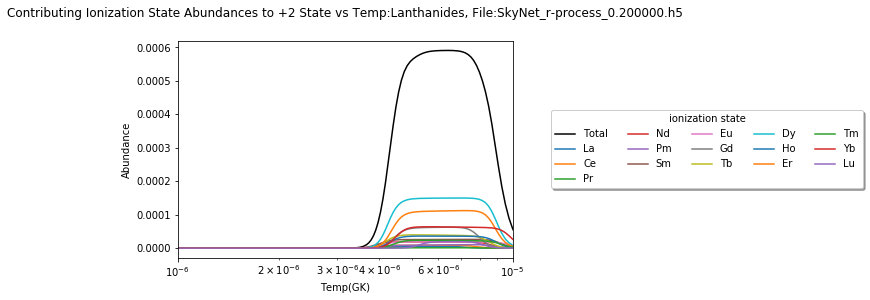 Contributing Ionization State Abundances to +2 State vs Temp:Lanthanides, File:SkyNet_r-process_0.200000.h5
0.0006
0.0005
0.0004
0.0003
0.0002
0.0001
0.0000
Abundance
10⁻⁶
2 × 10⁻⁶
3 × 10⁻⁶
4 × 10⁻⁶
6 × 10⁻⁶
10⁻⁵
Temp(GK)
ionization state
Total Nd Eu Dy Tm
La Pm Gd Ho Yb
Ce Sm Tb Er Lu
Pr